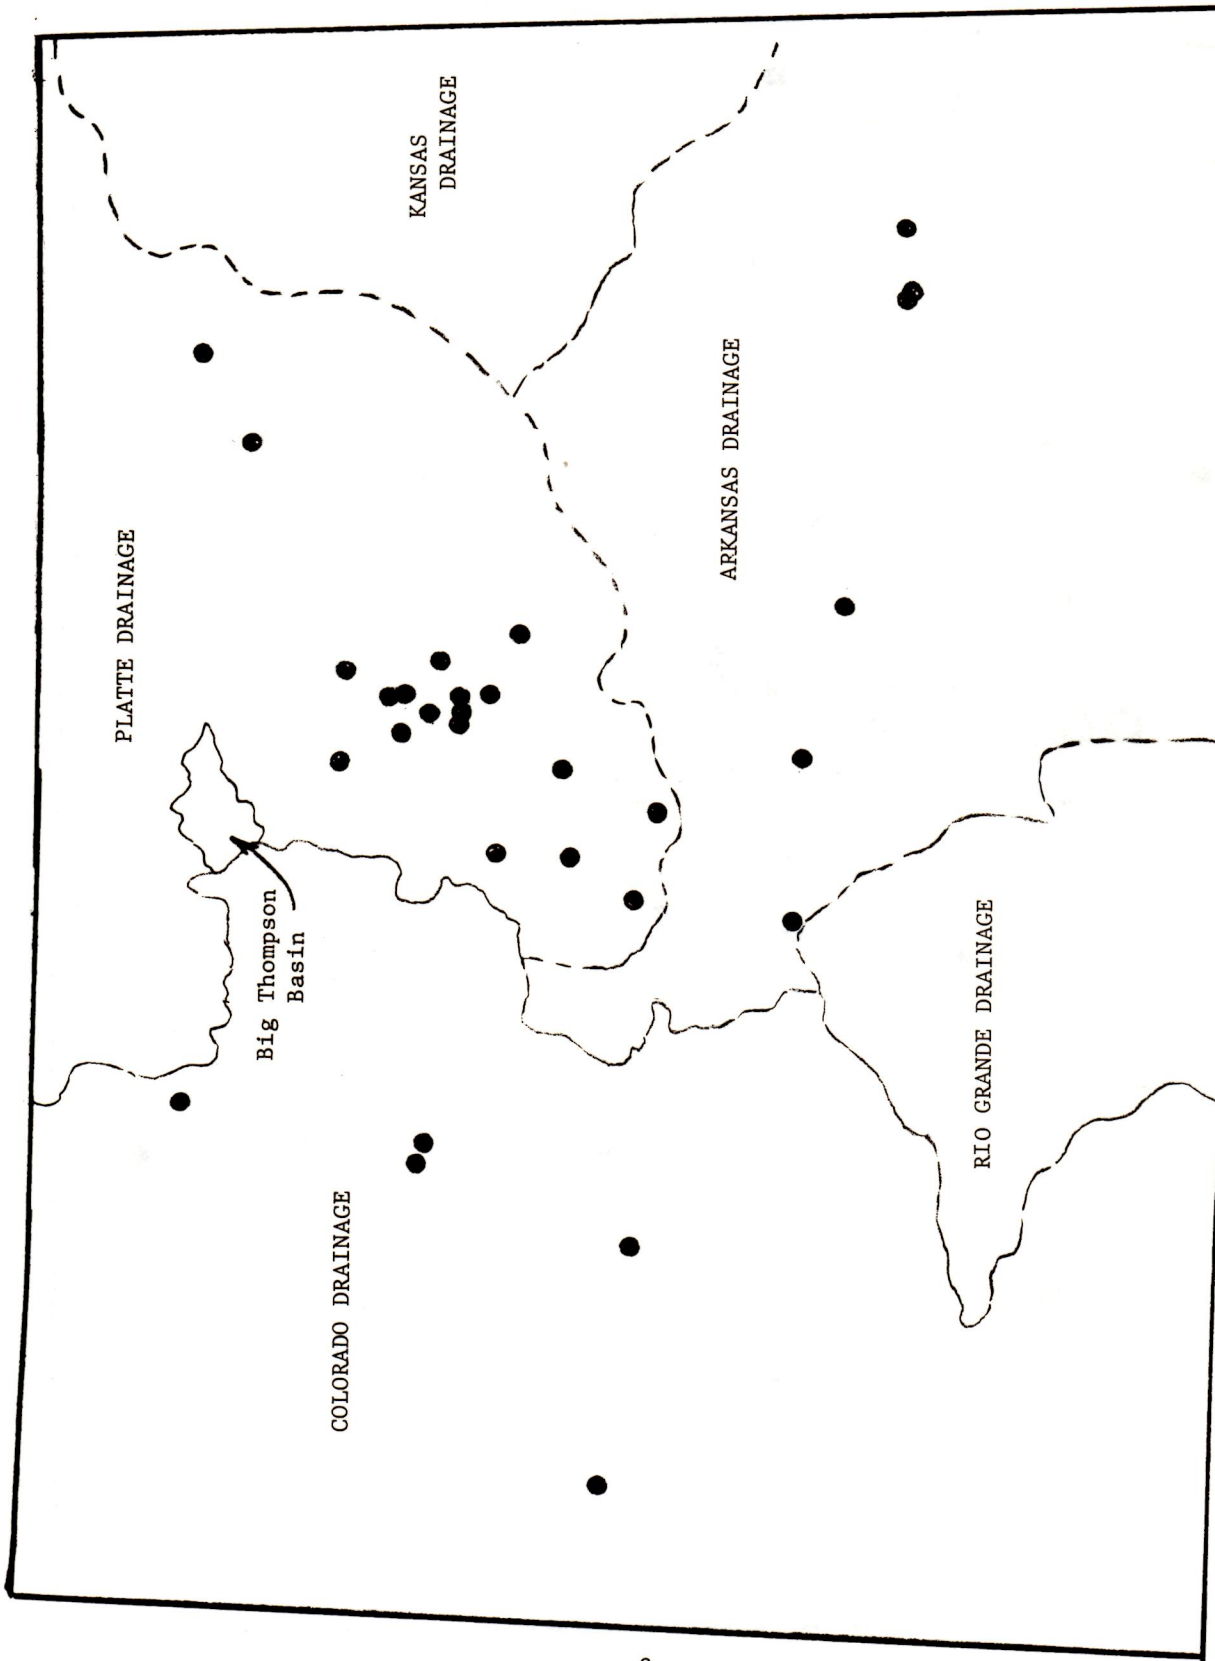 PLATTE DRAINAGE
KANSAS
DRAINAGE
Big Thompson
Basin
COLORADO DRAINAGE
ARKANSAS DRAINAGE
RIO GRANDE DRAINAGE